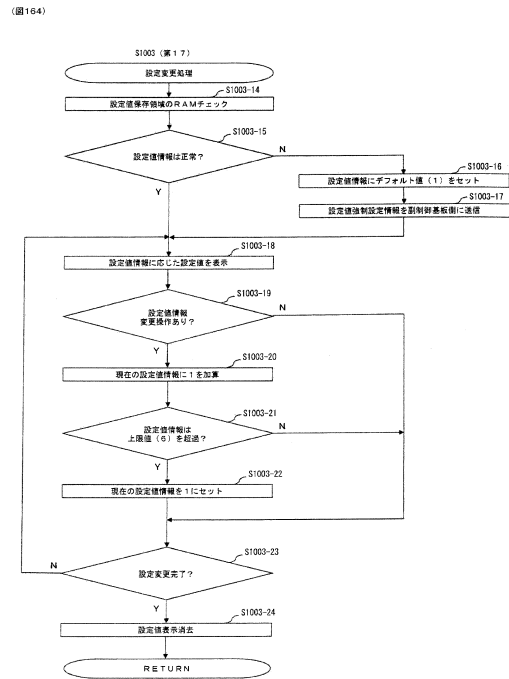 (図164)
S1003(第17)
設定変更処理
S1003-14
設定値保存領域のRAMチェック
S1003-15
設定値情報は正常?
N
Y
S1003-16
設定値情報にデフォルト値(1)をセット
S1003-17
設定値強制設定情報を副制御基板側に送信
S1003-18
設定値情報に応じた設定値を表示
S1003-19
設定値情報
変更操作あり?
N
Y
S1003-20
現在の設定値情報に1を加算
S1003-21
設定値情報は
上限値(6)を超過?
N
Y
S1003-22
現在の設定値情報を1にセット
S1003-23
設定変更完了?
N
Y
S1003-24
設定値表示消去
RETURN